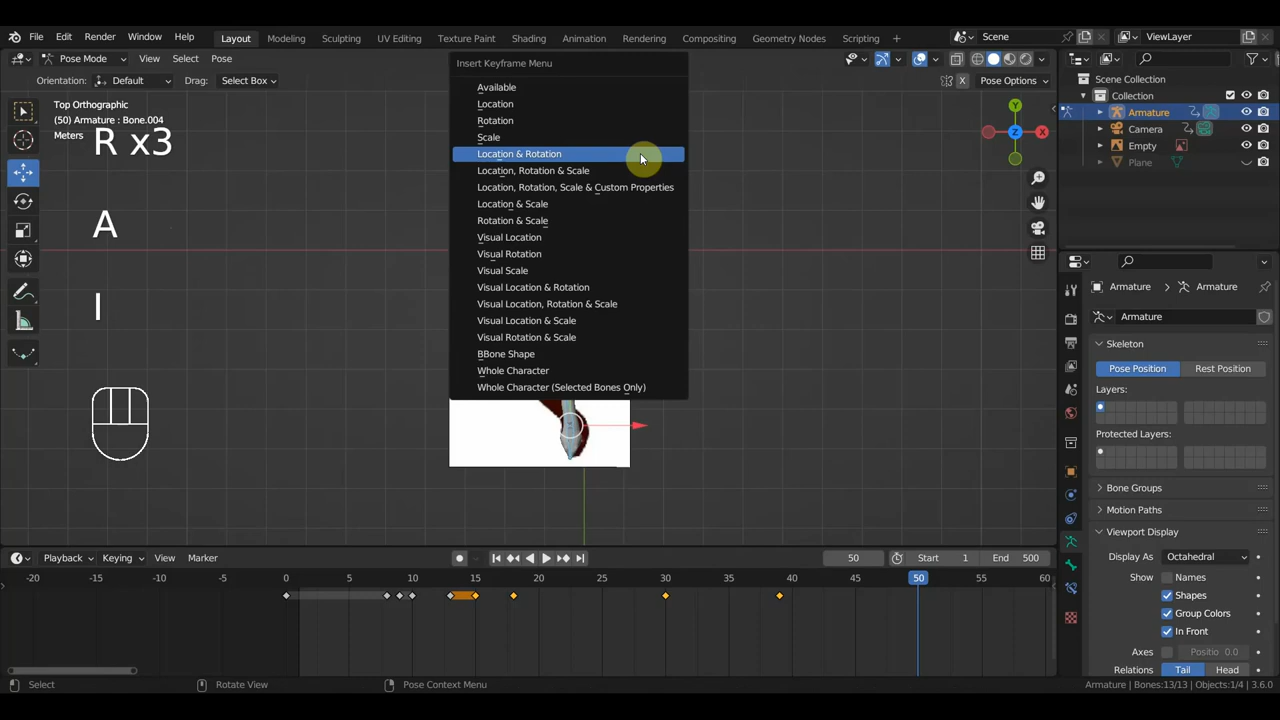 File Edit Render Window Help Layout Modeling Sculpting UV Editing Texture Paint Shading Animation Rendering Compositing Geometry Nodes Scripting + Scene ViewLayer
Pose Mode View Select Pose
Orientation: Default Drag: Select Box X Pose Options
Top Orthographic
(50) Armature : Bone.004
Meters
R x3
A
I
Insert Keyframe Menu
Available
Location
Rotation
Scale
Location & Rotation
Location, Rotation & Scale
Location, Rotation, Scale & Custom Properties
Location & Scale
Rotation & Scale
Visual Location
Visual Rotation
Visual Scale
Visual Location & Rotation
Visual Location, Rotation & Scale
Visual Location & Scale
Visual Rotation & Scale
BBone Shape
Whole Character
Whole Character (Selected Bones Only)
Y
Z X
Scene Collection
Collection
Armature
Camera
Empty
Plane
Armature > Armature
Armature
Skeleton
Pose Position Rest Position
Layers:
Protected Layers:
Bone Groups
Motion Paths
Viewport Display
Display As Octahedral
Show Names
Shapes
Group Colors
In Front
Axes Positio 0.0
Relations Tail Head
Playback Keying View Marker 50 Start 1 End 500
-20 -15 -10 -5 0 5 10 15 20 25 30 35 40 45 50 55 60
Select Rotate View Pose Context Menu Armature | Bones:13/13 | Objects:1/4 | 3.6.0